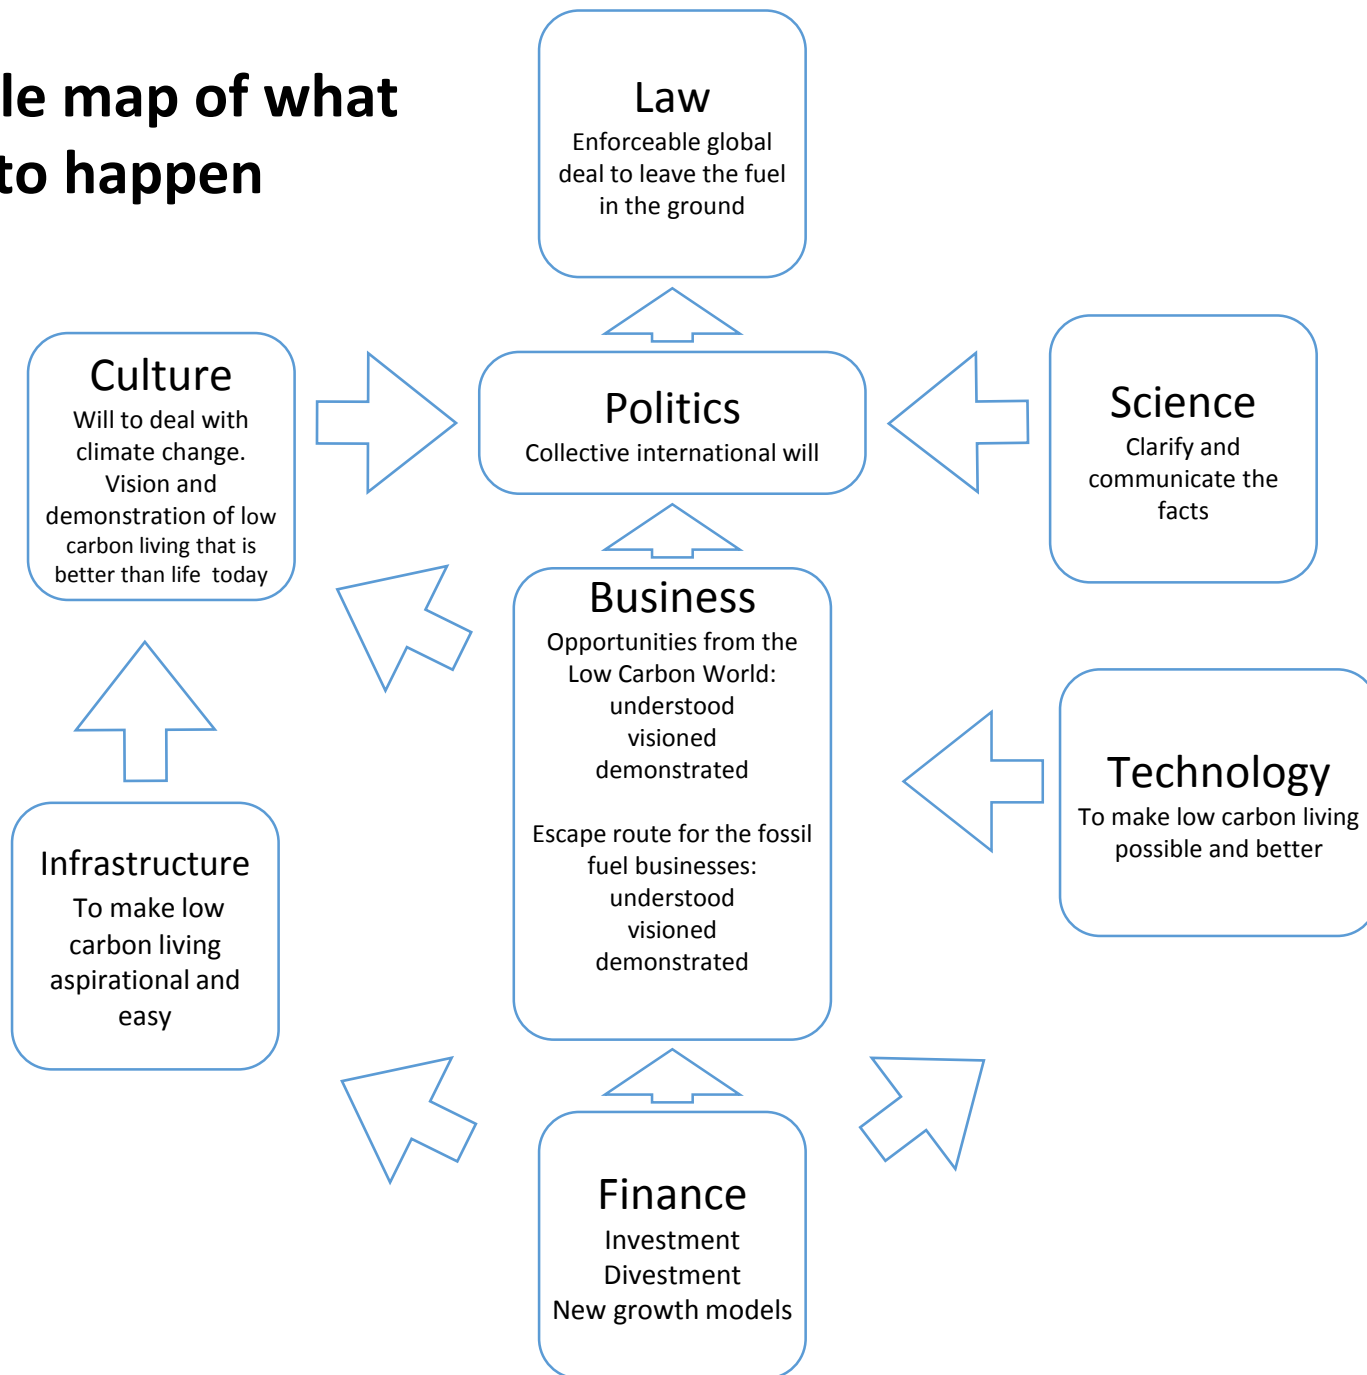 le map of what
to happen
Law
Enforceable global
deal to leave the fuel
in the ground
Culture
Will to deal with
climate change.
Vision and
demonstration of low
carbon living that is
better than life today
Politics
Collective international will
Science
Clarify and
communicate the
facts
Business
Opportunities from the
Low Carbon World:
understood
visioned
demonstrated
Escape route for the fossil
fuel businesses:
understood
visioned
demonstrated
Technology
To make low carbon living
possible and better
Infrastructure
To make low
carbon living
aspirational and
easy
Finance
Investment
Divestment
New growth models